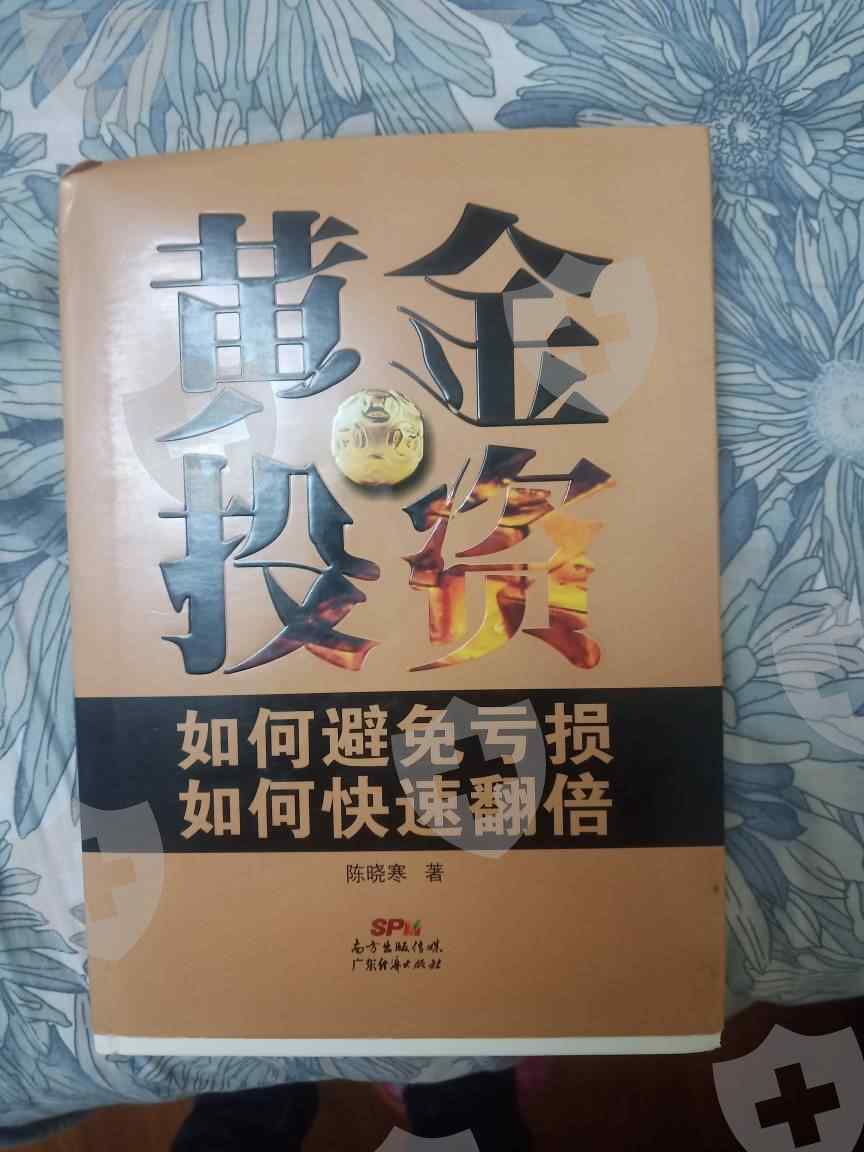 黄金
投资
如何避免亏损
如何快速翻倍
陈晓寒 著
SPM
南方出版传媒
广东经济出版社